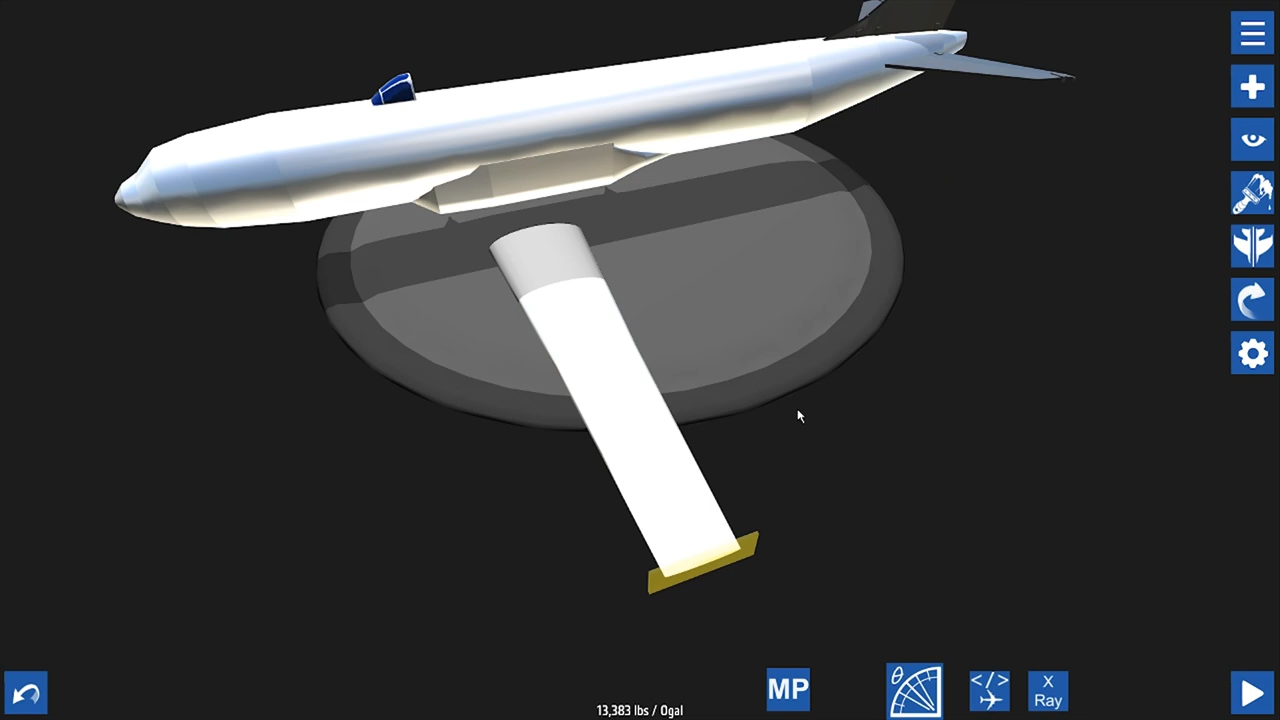 MP
θ
</>
X
Ray
13,383 lbs / 0gal